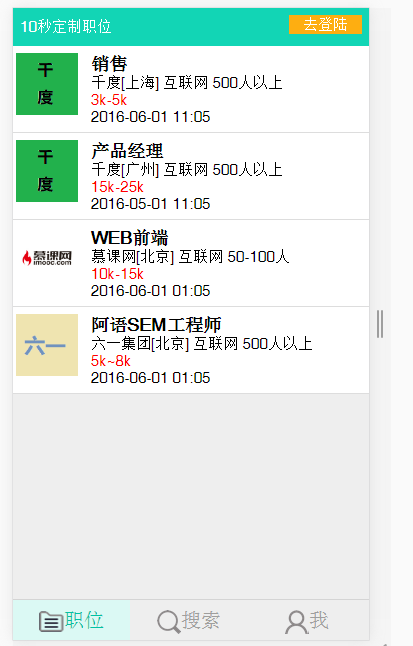 10秒定制职位
去登陆
千
度
销售
千度[上海] 互联网 500人以上
3k-5k
2016-06-01 11:05
千
度
产品经理
千度[广州] 互联网 500人以上
15k-25k
2016-05-01 11:05
慕课网
imooc.com
WEB前端
慕课网[北京] 互联网 50-100人
10k-15k
2016-06-01 01:05
六一
阿语SEM工程师
六一集团[北京] 互联网 500人以上
5k~8k
2016-06-01 01:05
职位
搜索
我